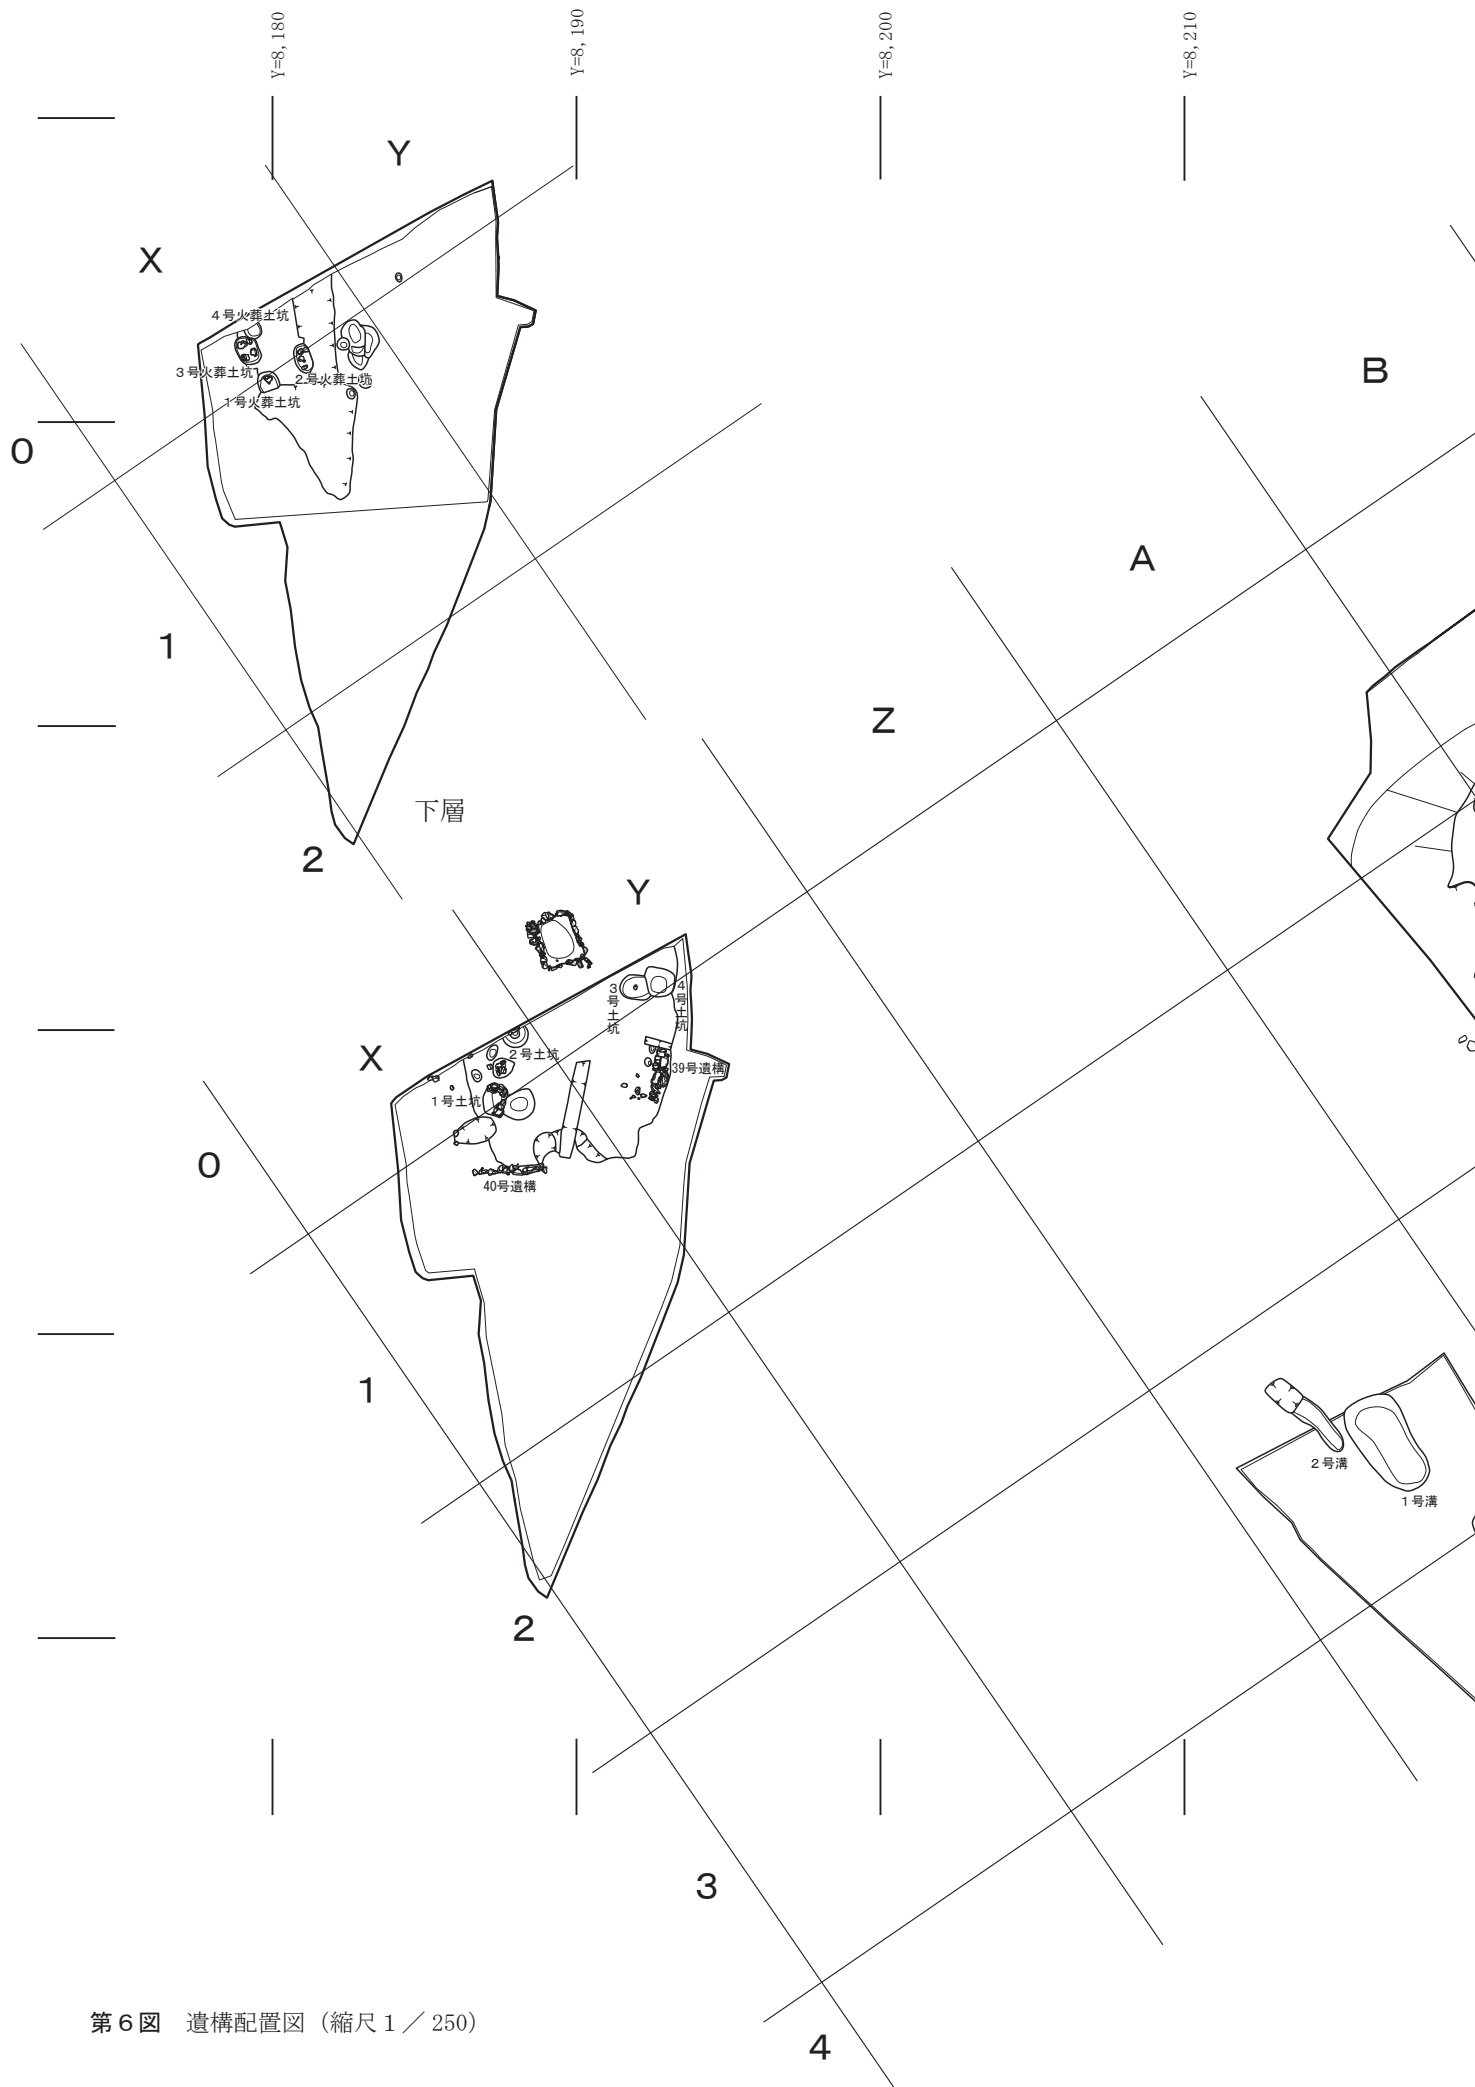 Y=8,180
Y=8,190
Y=8,200
Y=8,210
Y
X
4号火葬土坑
3号火葬土坑
2号火葬土坑
1号火葬土坑
B
0
A
1
Z
下層
2
Y
3号土坑
4号土坑
X
2号土坑
39号遺構
1号土坑
0
40号遺構
1
2号溝
1号溝
2
3
第6図 遺構配置図(縮尺1/250)
4